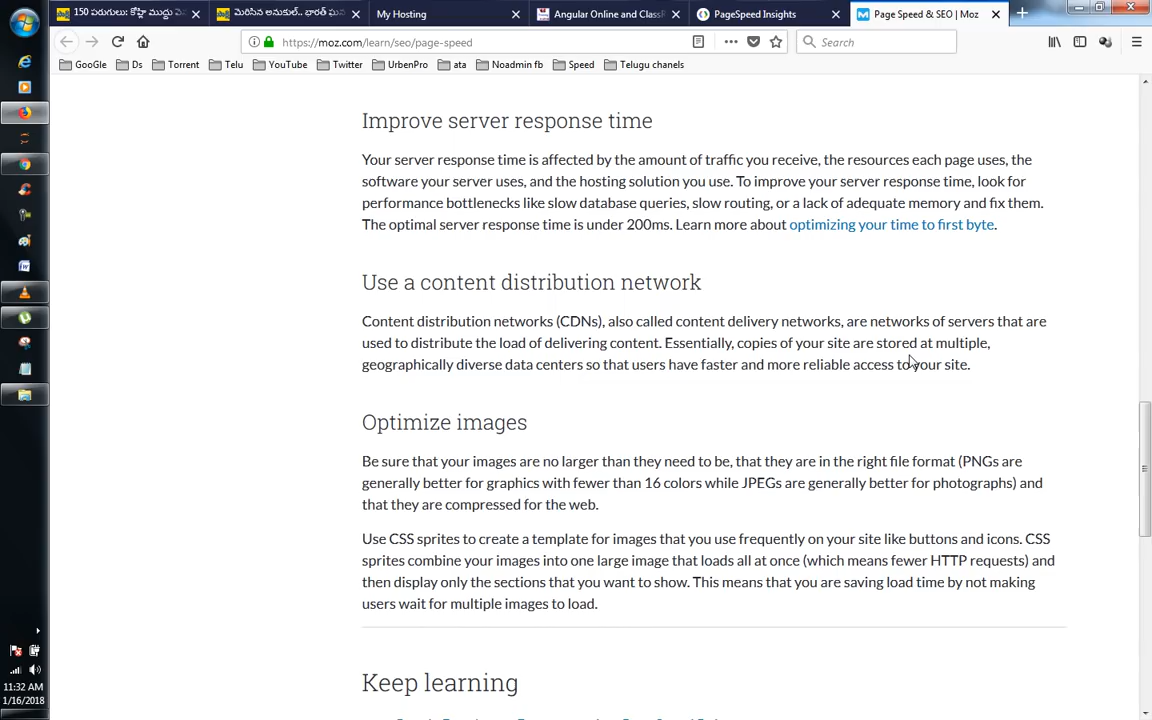 150 పరుగులు: కోహ్లి ముద్దు
మెరిసిన అనుకుల్.. భారత్ ఘన
My Hosting
Angular Online and ClassR
PageSpeed Insights
Page Speed & SEO | Moz
https://moz.com/learn/seo/page-speed
Search
GooGle Ds Torrent Telu YouTube Twitter UrbenPro ata Noadmin fb Speed Telugu chanels
Improve server response time
Your server response time is affected by the amount of traffic you receive, the resources each page uses, the
software your server uses, and the hosting solution you use. To improve your server response time, look for
performance bottlenecks like slow database queries, slow routing, or a lack of adequate memory and fix them.
The optimal server response time is under 200ms. Learn more about optimizing your time to first byte.
Use a content distribution network
Content distribution networks (CDNs), also called content delivery networks, are networks of servers that are
used to distribute the load of delivering content. Essentially, copies of your site are stored at multiple,
geographically diverse data centers so that users have faster and more reliable access to your site.
Optimize images
Be sure that your images are no larger than they need to be, that they are in the right file format (PNGs are
generally better for graphics with fewer than 16 colors while JPEGs are generally better for photographs) and
that they are compressed for the web.
Use CSS sprites to create a template for images that you use frequently on your site like buttons and icons. CSS
sprites combine your images into one large image that loads all at once (which means fewer HTTP requests) and
then display only the sections that you want to show. This means that you are saving load time by not making
users wait for multiple images to load.
Keep learning
11:32 AM
1/16/2018